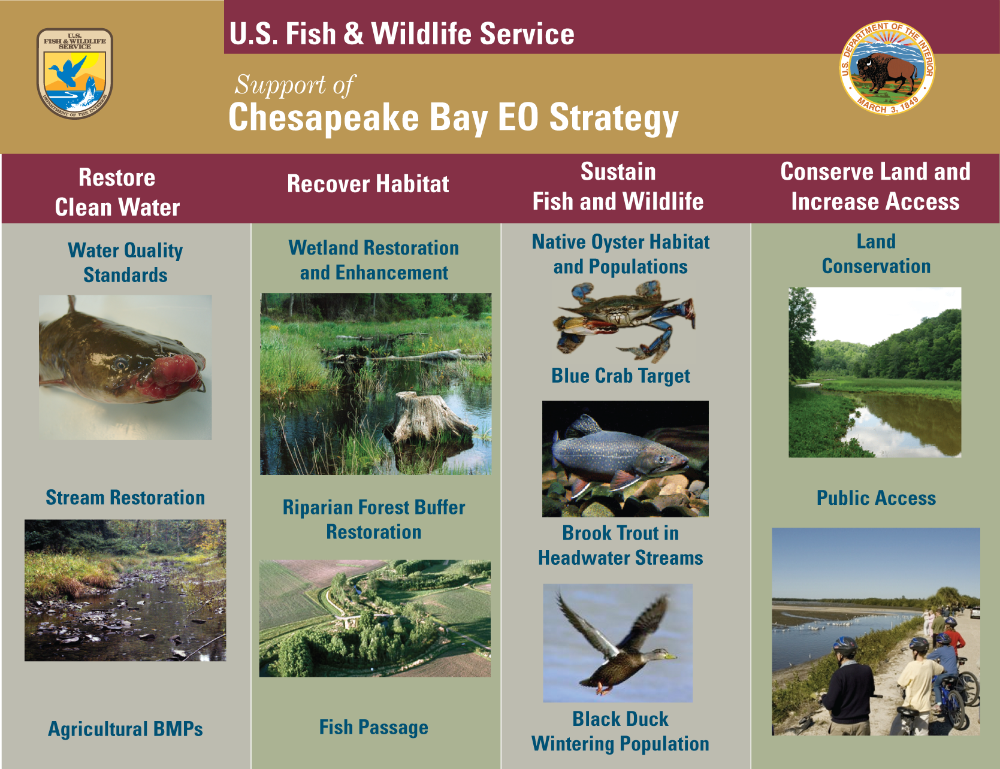 U.S. Fish & Wildlife Service
U.S.
FISH & WILDLIFE
SERVICE
DEPARTMENT OF THE INTERIOR
Support of
Chesapeake Bay EO Strategy
U.S. DEPARTMENT OF THE INTERIOR
MARCH 3, 1849
Restore
Clean Water
Water Quality
Standards
Stream Restoration
Agricultural BMPs
Recover Habitat
Wetland Restoration
and Enhancement
Riparian Forest Buffer
Restoration
Fish Passage
Sustain
Fish and Wildlife
Native Oyster Habitat
and Populations
Blue Crab Target
Brook Trout in
Headwater Streams
Black Duck
Wintering Population
Conserve Land and
Increase Access
Land
Conservation
Public Access